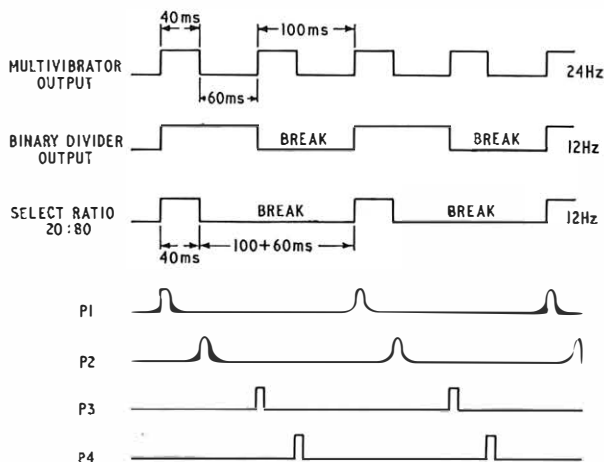 40ms
100ms
MULTIVIBRATOR
OUTPUT
24Hz
60ms
BINARY DIVIDER
OUTPUT
BREAK
BREAK
12Hz
SELECT RATIO
20:80
BREAK
BREAK
12Hz
40ms
100+60ms
P1
P2
P3
P4